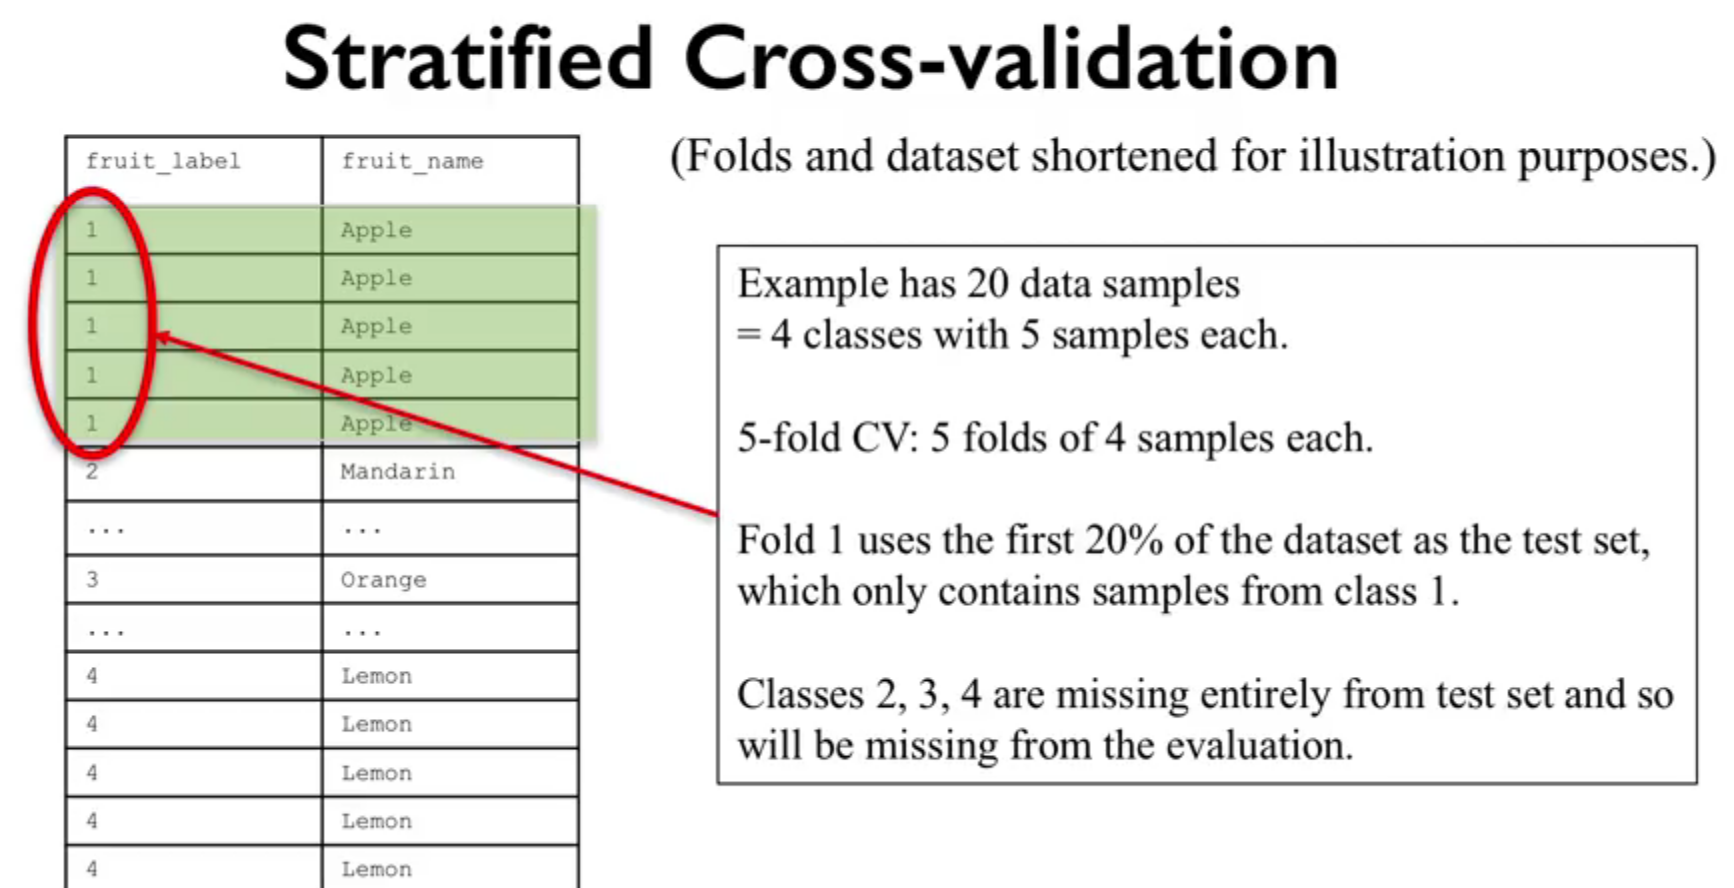 Stratified Cross-validation
(Folds and dataset shortened for illustration purposes.)
fruit_label fruit_name
1 Apple
1 Apple
1 Apple
1 Apple
1 Apple
2 Mandarin
... ...
3 Orange
... ...
4 Lemon
4 Lemon
4 Lemon
4 Lemon
4 Lemon
Example has 20 data samples
= 4 classes with 5 samples each.
5-fold CV: 5 folds of 4 samples each.
Fold 1 uses the first 20% of the dataset as the test set,
which only contains samples from class 1.
Classes 2, 3, 4 are missing entirely from test set and so
will be missing from the evaluation.